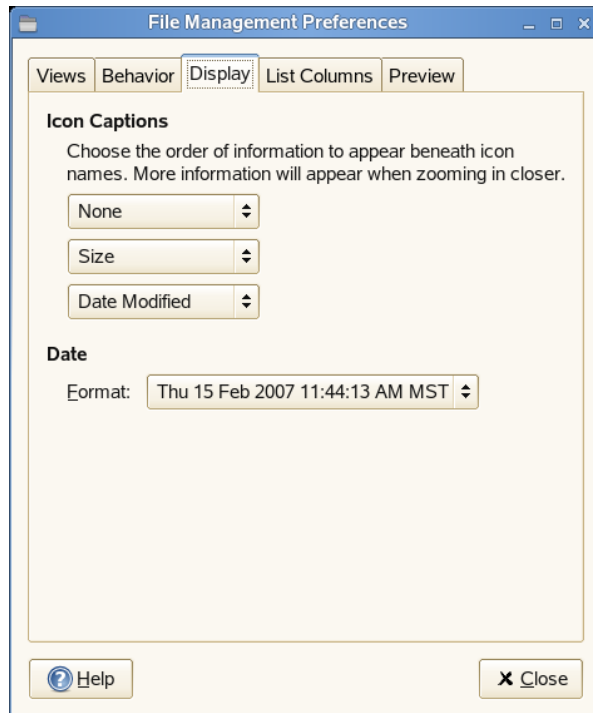 File Management Preferences
Views Behavior Display List Columns Preview
Icon Captions
Choose the order of information to appear beneath icon
names. More information will appear when zooming in closer.
None
Size
Date Modified
Date
Format: Thu 15 Feb 2007 11:44:13 AM MST
Help Close